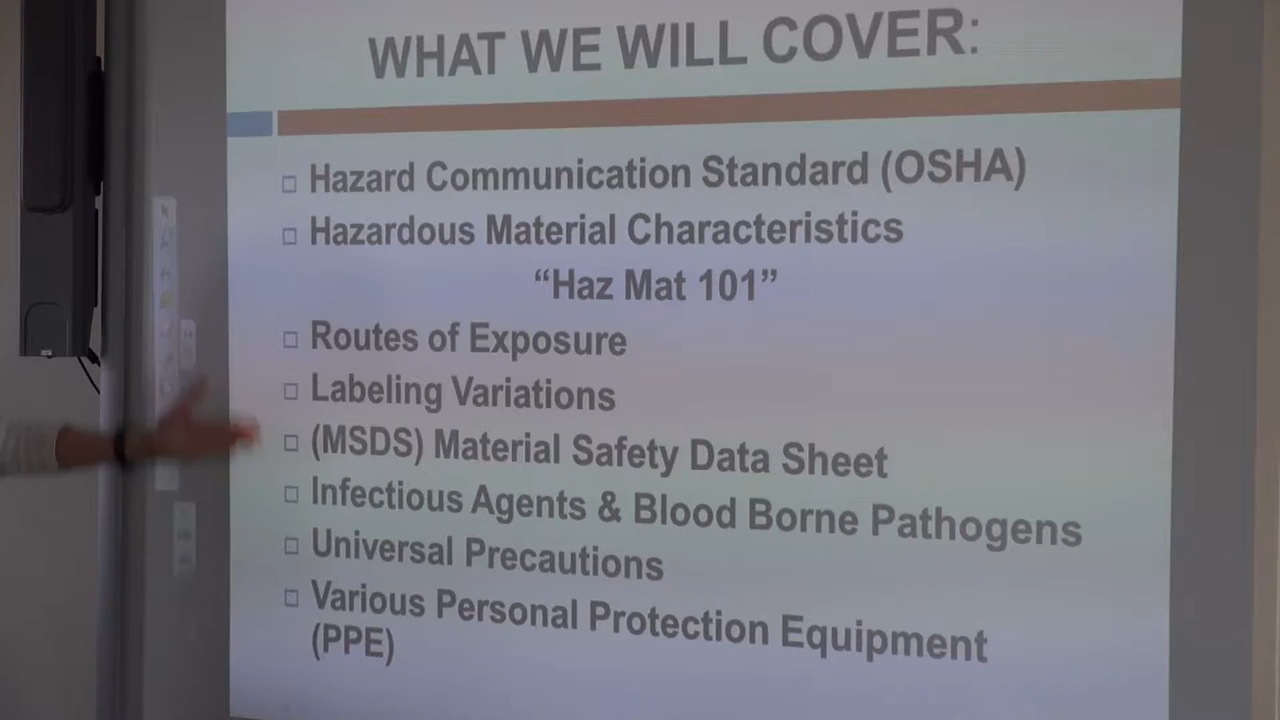 WHAT WE WILL COVER:
Hazard Communication Standard (OSHA)
Hazardous Material Characteristics
“Haz Mat 101”
Routes of Exposure
Labeling Variations
(MSDS) Material Safety Data Sheet
Infectious Agents & Blood Borne Pathogens
Universal Precautions
Various Personal Protection Equipment
(PPE)